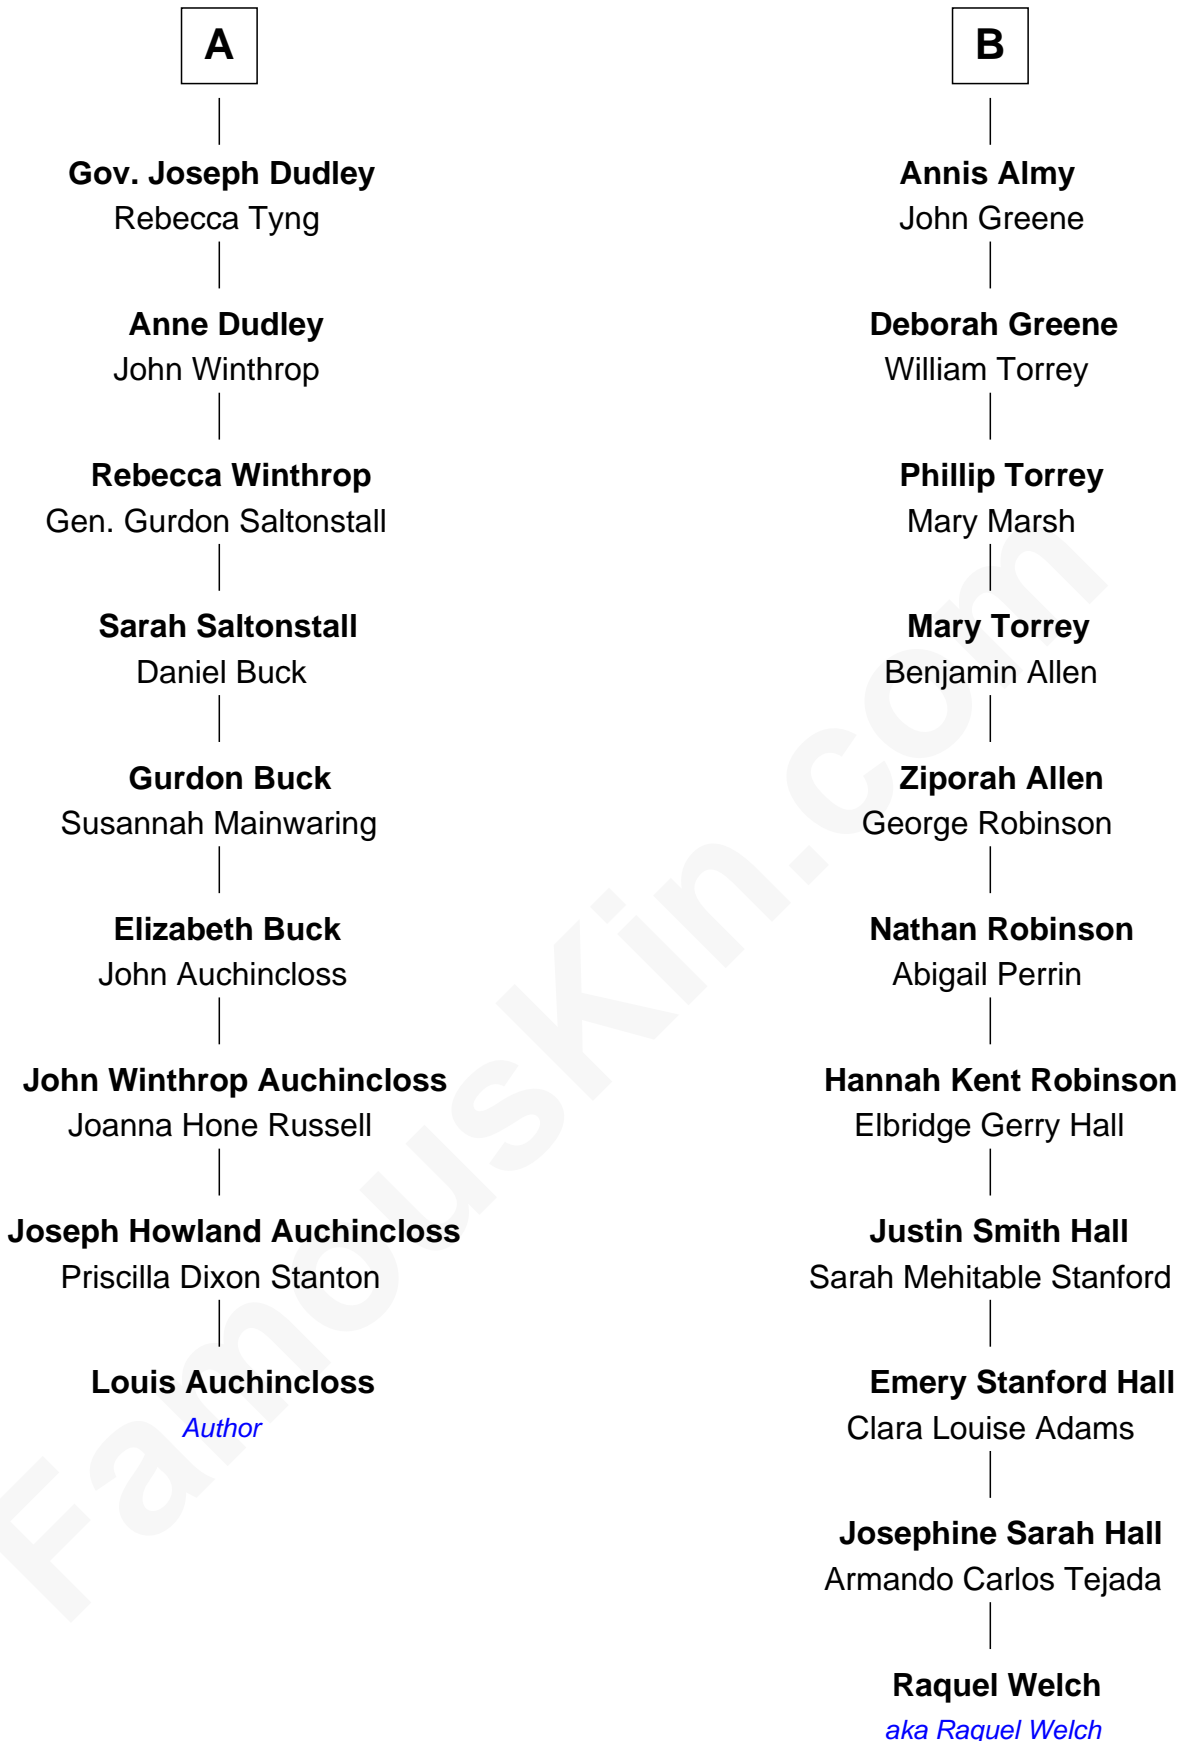 A
Gov. Joseph Dudley
Rebecca Tyng
Anne Dudley
John Winthrop
Rebecca Winthrop
Gen. Gurdon Saltonstall
Sarah Saltonstall
Daniel Buck
Gurdon Buck
Susannah Mainwaring
Elizabeth Buck
John Auchincloss
John Winthrop Auchincloss
Joanna Hone Russell
Joseph Howland Auchincloss
Priscilla Dixon Stanton
Louis Auchincloss
Author
B
Annis Almy
John Greene
Deborah Greene
William Torrey
Phillip Torrey
Mary Marsh
Mary Torrey
Benjamin Allen
Ziporah Allen
George Robinson
Nathan Robinson
Abigail Perrin
Hannah Kent Robinson
Elbridge Gerry Hall
Justin Smith Hall
Sarah Mehitable Stanford
Emery Stanford Hall
Clara Louise Adams
Josephine Sarah Hall
Armando Carlos Tejada
Raquel Welch
aka Raquel Welch
FamousKin.com